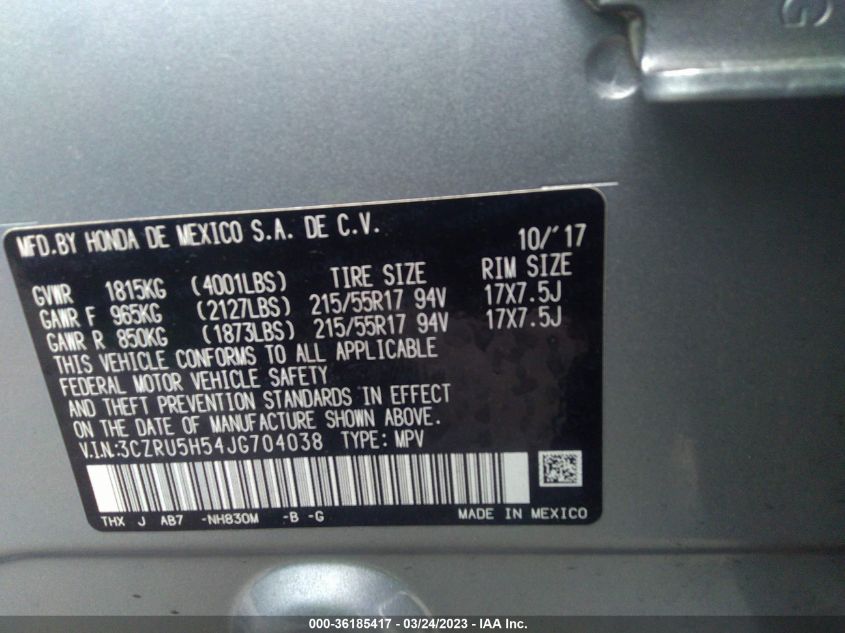 G
MFD.BY HONDA DE MEXICO S.A. DE C.V. 10/'17
GVWR 1815KG (4001LBS) TIRE SIZE RIM SIZE
GAWR F 965KG (2127LBS) 215/55R17 94V 17X7.5J
GAWR R 850KG (1873LBS) 215/55R17 94V 17X7.5J
THIS VEHICLE CONFORMS TO ALL APPLICABLE
FEDERAL MOTOR VEHICLE SAFETY
AND THEFT PREVENTION STANDARDS IN EFFECT
ON THE DATE OF MANUFACTURE SHOWN ABOVE.
V.I.N:3CZRU5H54JG704038 TYPE: MPV
THX J AB7 -NH830M -B -G MADE IN MEXICO
000-36185417 - 03/24/2023 - IAA Inc.